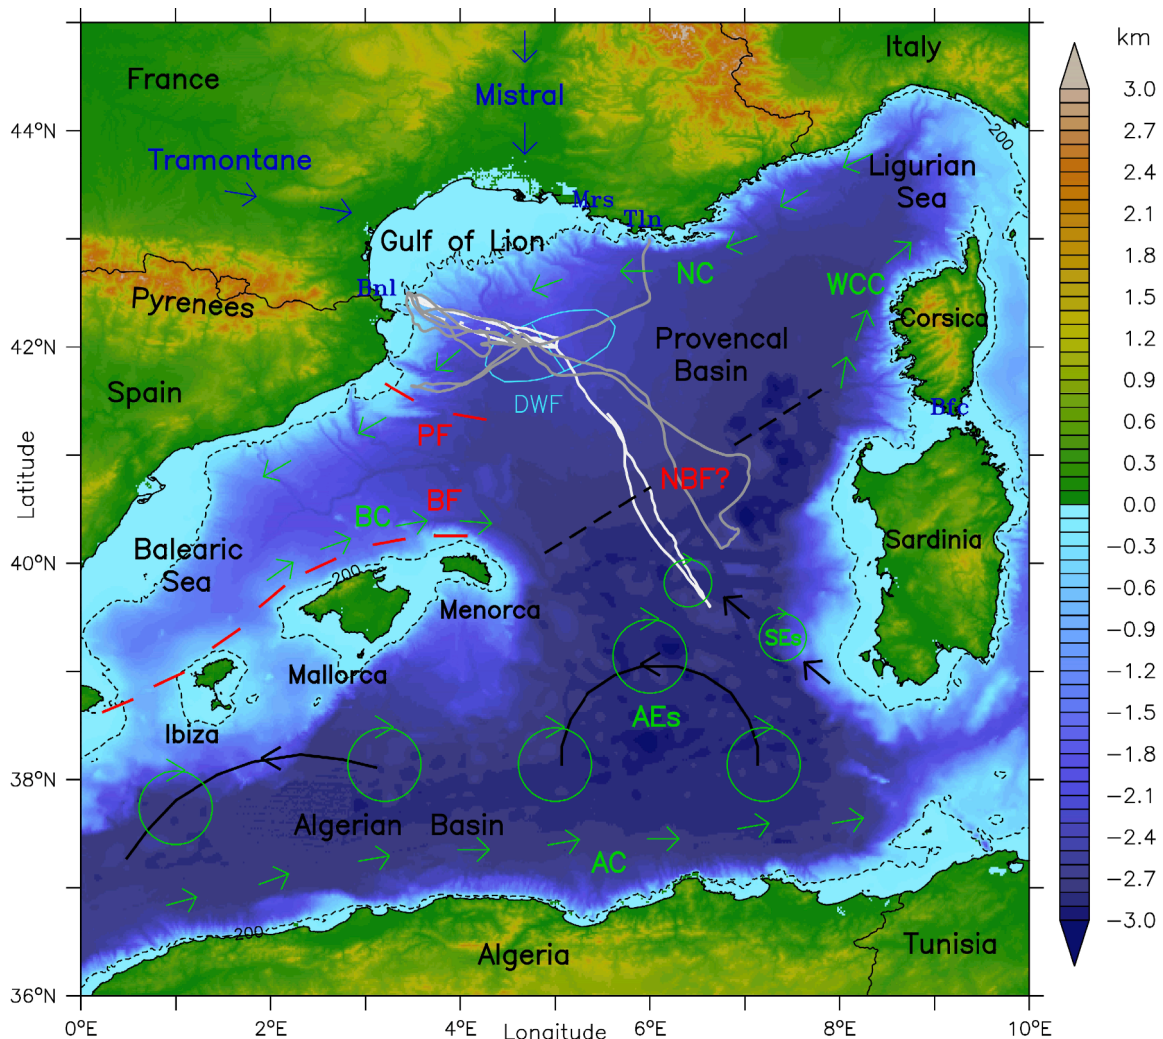 km
France
Italy
Mistral
Tramontane
200
Ligurian
Sea
Mrs
Tln
Gulf of Lion
NC
WCC
Bnl
Pyrenees
Corsica
Provencal
Basin
Spain
DWF
Bfc
PF
NBF?
BF
BC
Balearic
Sea
Sardinia
200
Menorca
SEs
Mallorca
AEs
Ibiza
Algerian Basin
AC
200
Algeria
Tunisia
44°N
42°N
40°N
38°N
36°N
Latitude
0°E
2°E
4°E
6°E
8°E
10°E
Longitude
3.0
2.7
2.4
2.1
1.8
1.5
1.2
0.9
0.6
0.3
0.0
-0.3
-0.6
-0.9
-1.2
-1.5
-1.8
-2.1
-2.4
-2.7
-3.0